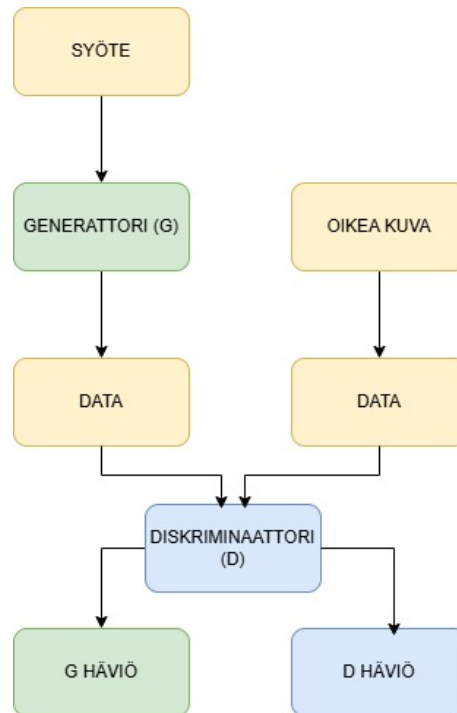 SYÖTE
GENERATTORI (G)
OIKEA KUVA
DATA
DATA
DISKRIMINAATTORI
(D)
G HÄVIÖ
D HÄVIÖ